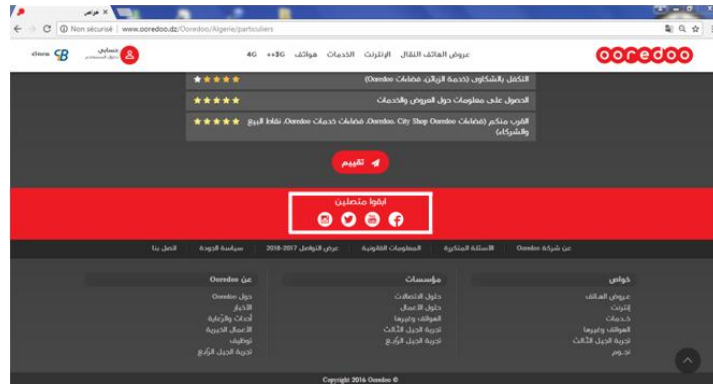 خواص
Non sécurisé | www.ooredoo.dz/Ooredoo/Algerie/particuliers
ooredoo
عروض الهاتف النقال الإنترنت الخدمات هواتف 3G++ 4G
حسابي
التكفل بالشكاوى (خدمة الزبائن، فضاءات Ooredoo)
الحصول على معلومات حول العروض والخدمات
القرب منكم (فضاءات Ooredoo، City Shop Ooredoo، فضاءات خدمات Ooredoo، نقاط البيع
والشركاء)
تقييم
ابقوا متصلين
عن شركة Ooredoo الأسئلة المتكررة المعلومات القانونية عرض النواقل 2017-2018 سياسة الجودة اتصل بنا
خواص
عروض الهاتف
إنترنت
خدمات
الهواتف وغيرها
تجربة الجيل الثالث
نجوم
مؤسسات
حلول الاتصالات
حلول الأعمال
الهواتف وغيرها
تجربة الجيل الثالث
تجربة الجيل الرابع
عن Ooredoo
حول Ooredoo
الأخبار
أحداث والرعاية
الأعمال الخيرية
توظيف
تجربة الجيل الرابع
Copyright 2016 Ooredoo ©